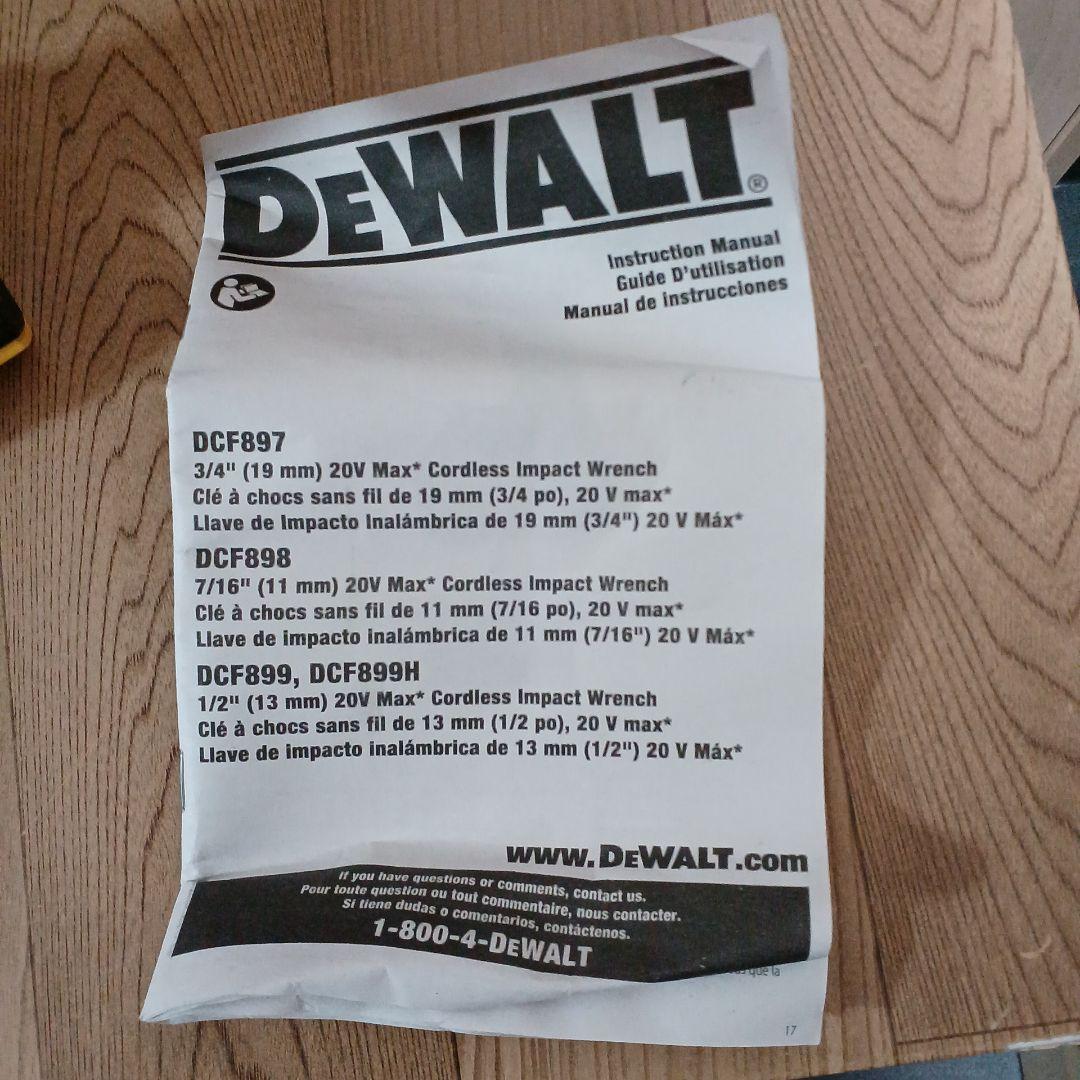 DEWALT®
Instruction Manual
Guide D'utilisation
Manual de instrucciones
DCF897
3/4" (19 mm) 20V Max* Cordless Impact Wrench
Clé à chocs sans fil de 19 mm (3/4 po), 20 V max*
Llave de Impacto Inalámbrica de 19 mm (3/4") 20 V Máx*
DCF898
7/16" (11 mm) 20V Max* Cordless Impact Wrench
Clé à chocs sans fil de 11 mm (7/16 po), 20 V max*
Llave de impacto inalámbrica de 11 mm (7/16") 20 V Máx*
DCF899, DCF899H
1/2" (13 mm) 20V Max* Cordless Impact Wrench
Clé à chocs sans fil de 13 mm (1/2 po), 20 V max*
Llave de impacto inalámbrica de 13 mm (1/2") 20 V Máx*
www.DEWALT.com
If you have questions or comments, contact us.
Pour toute question ou tout commentaire, nous contacter.
Si tiene dudas o comentarios, contáctenos.
1-800-4-DEWALT
que la
17